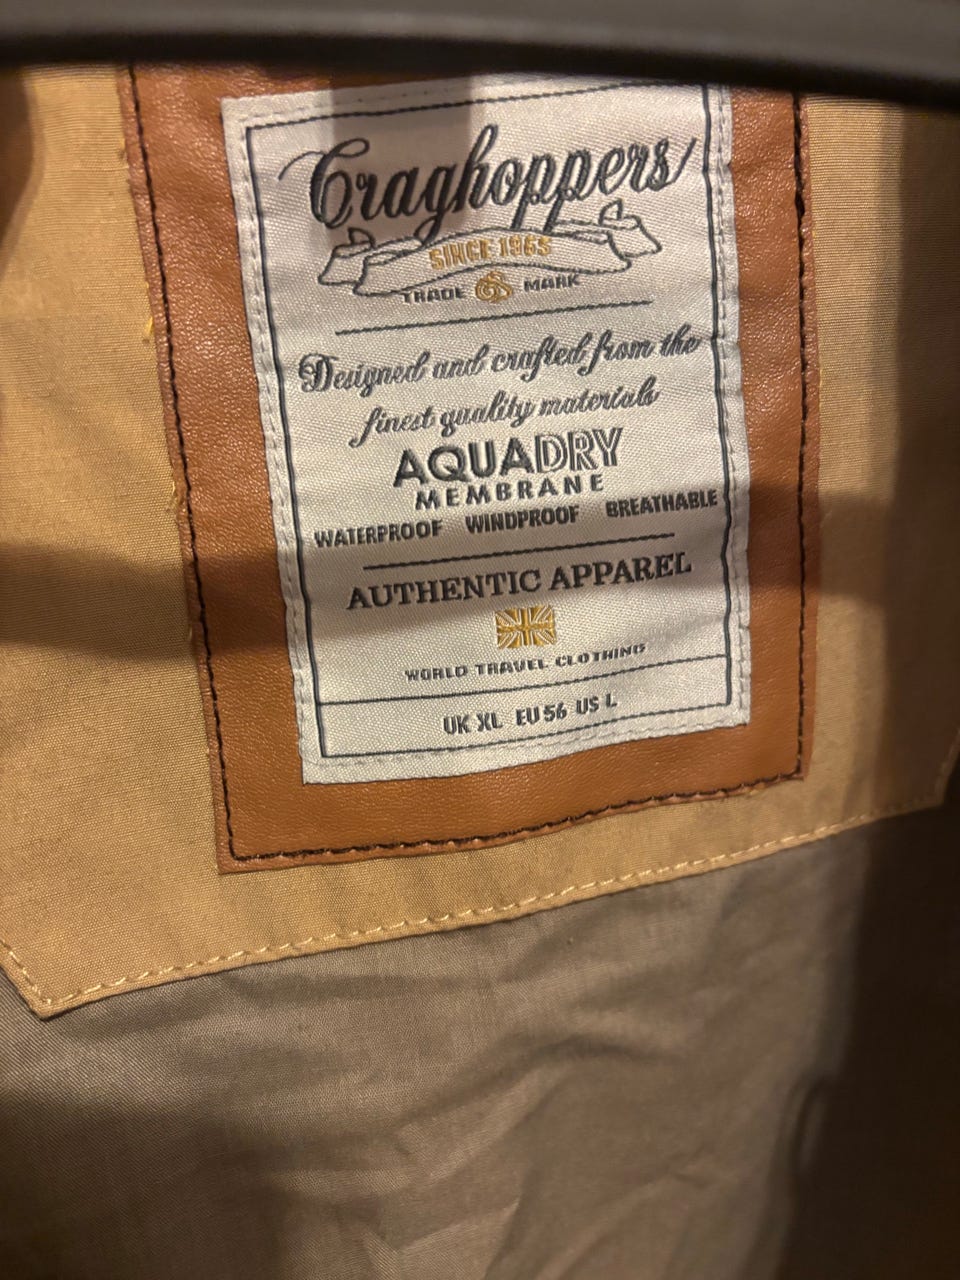 Craghoppers
SINCE 1965
TRADE MARK
Designed and crafted from the
finest quality materials
AQUADRY
MEMBRANE
WATERPROOF WINDPROOF BREATHABLE
AUTHENTIC APPAREL
WORLD TRAVEL CLOTHING
UK XL EU 56 US L